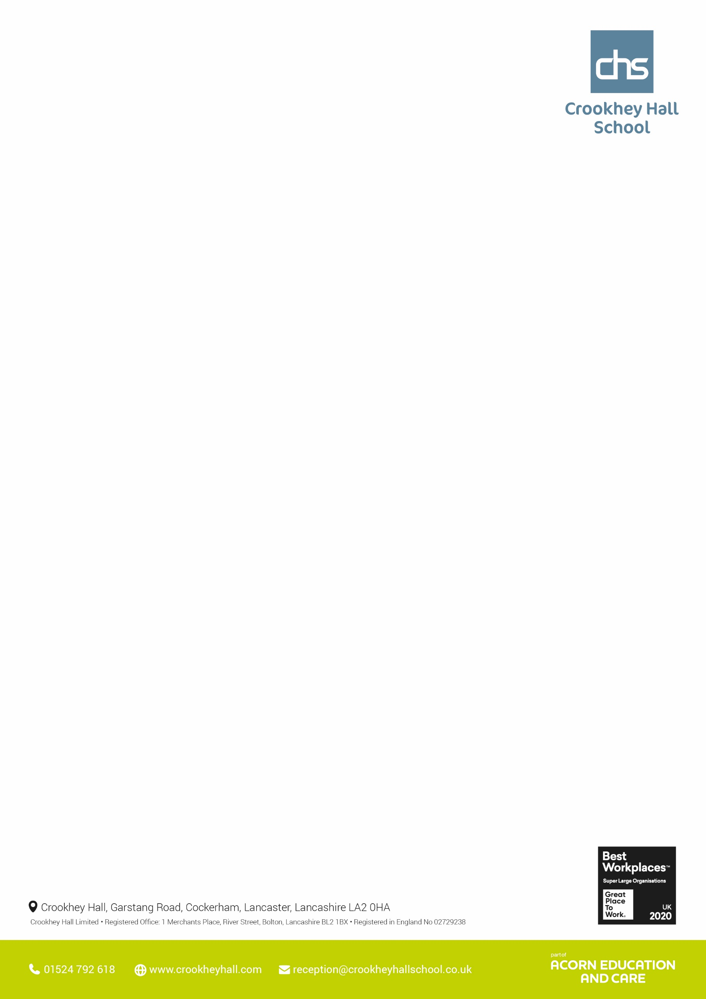 chs
Crookhey Hall
School
Best
Workplaces™
Super Large Organisations
Great
Place
To
Work®
UK
2020
Crookhey Hall, Garstang Road, Cockerham, Lancaster, Lancashire LA2 0HA
Crookhey Hall Limited • Registered Office: 1 Merchants Place, River Street, Bolton, Lancashire BL2 1BX • Registered in England No 02729238
01524 792 618 www.crookheyhall.com reception@crookheyhallschool.co.uk
part of
ACORN EDUCATION
AND CARE